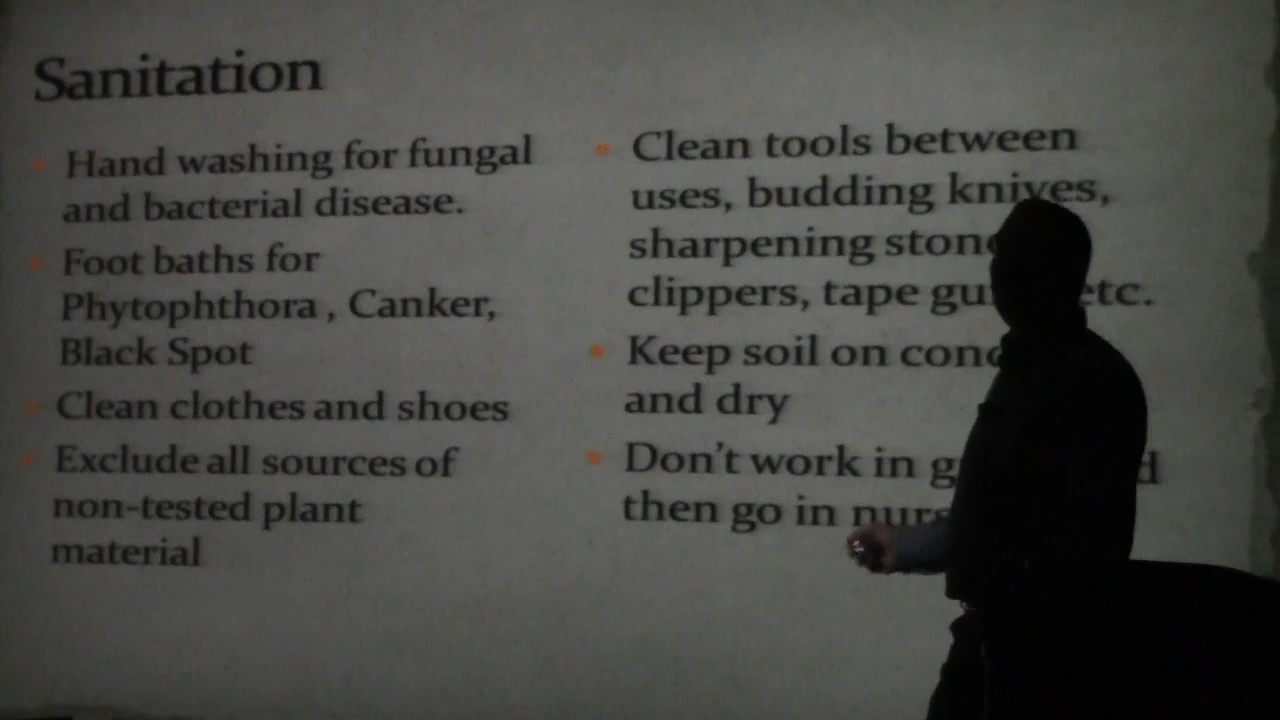 Sanitation
• Hand washing for fungal
and bacterial disease.
• Foot baths for
Phytophthora , Canker,
Black Spot
• Clean clothes and shoes
• Exclude all sources of
non-tested plant
material
• Clean tools between
uses, budding knives,
sharpening
clippers, tape etc.
• Keep soil on
and dry
• Don't work in
then go in